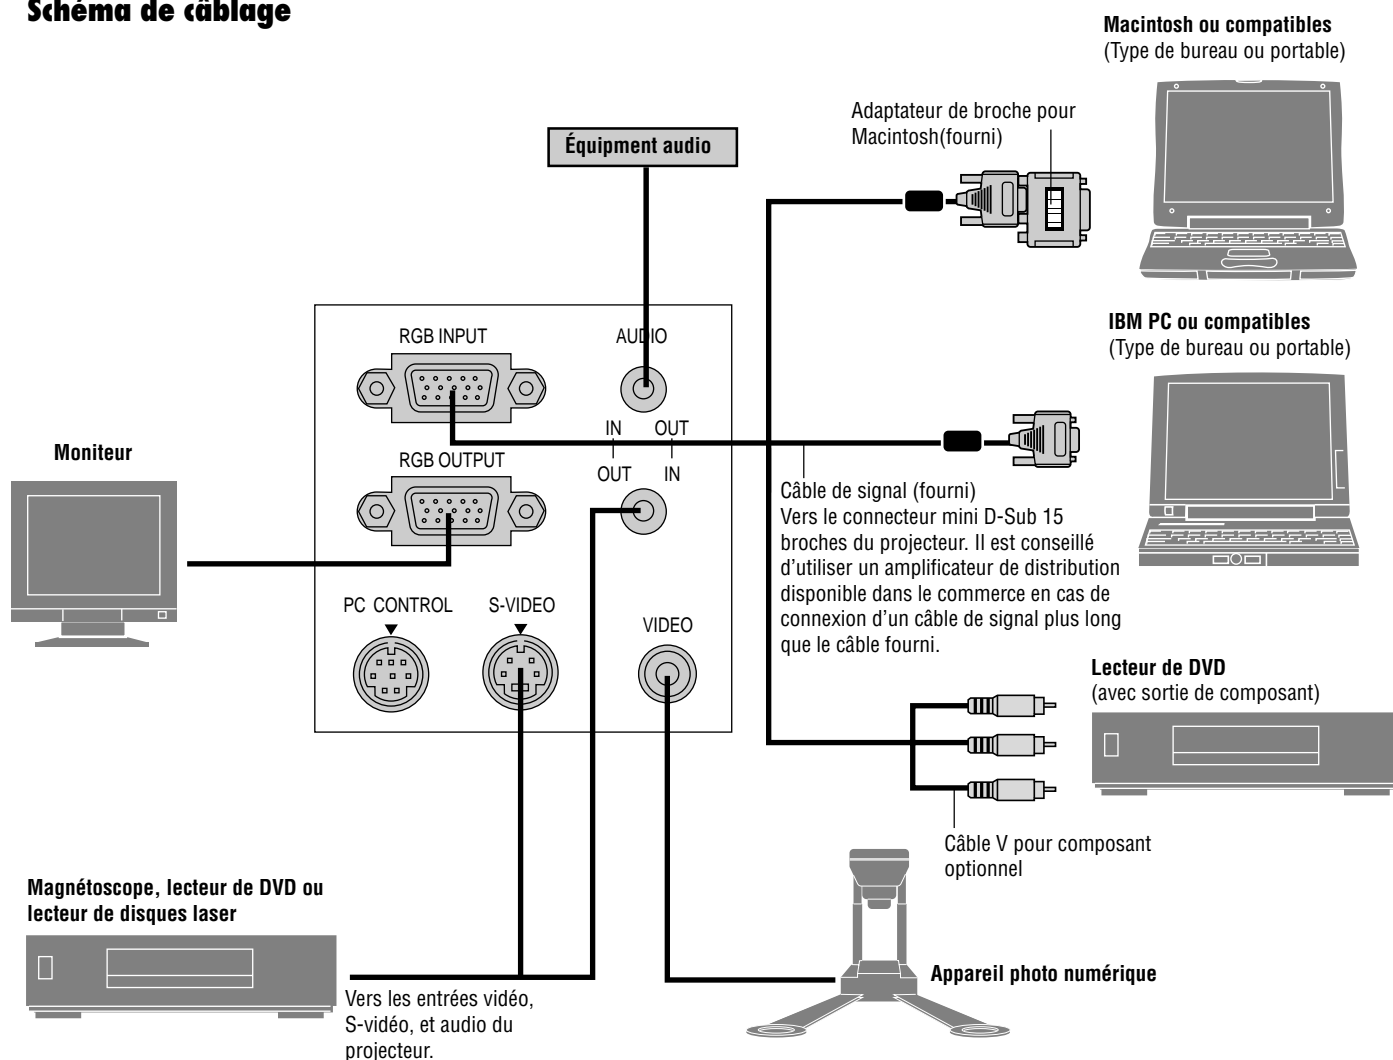 Schéma de câblage
Macintosh ou compatibles
(Type de bureau ou portable)
Adaptateur de broche pour
Macintosh(fourni)
Équipment audio
IBM PC ou compatibles
(Type de bureau ou portable)
RGB INPUT
AUDIO
IN OUT
Moniteur
RGB OUTPUT
OUT IN
Câble de signal (fourni)
Vers le connecteur mini D-Sub 15
broches du projecteur. Il est conseillé
d’utiliser un amplificateur de distribution
disponible dans le commerce en cas de
connexion d’un câble de signal plus long
que le câble fourni.
PC CONTROL
S-VIDEO
VIDEO
Lecteur de DVD
(avec sortie de composant)
Câble V pour composant
optionnel
Magnétoscope, lecteur de DVD ou
lecteur de disques laser
Appareil photo numérique
Vers les entrées vidéo,
S-vidéo, et audio du
projecteur.